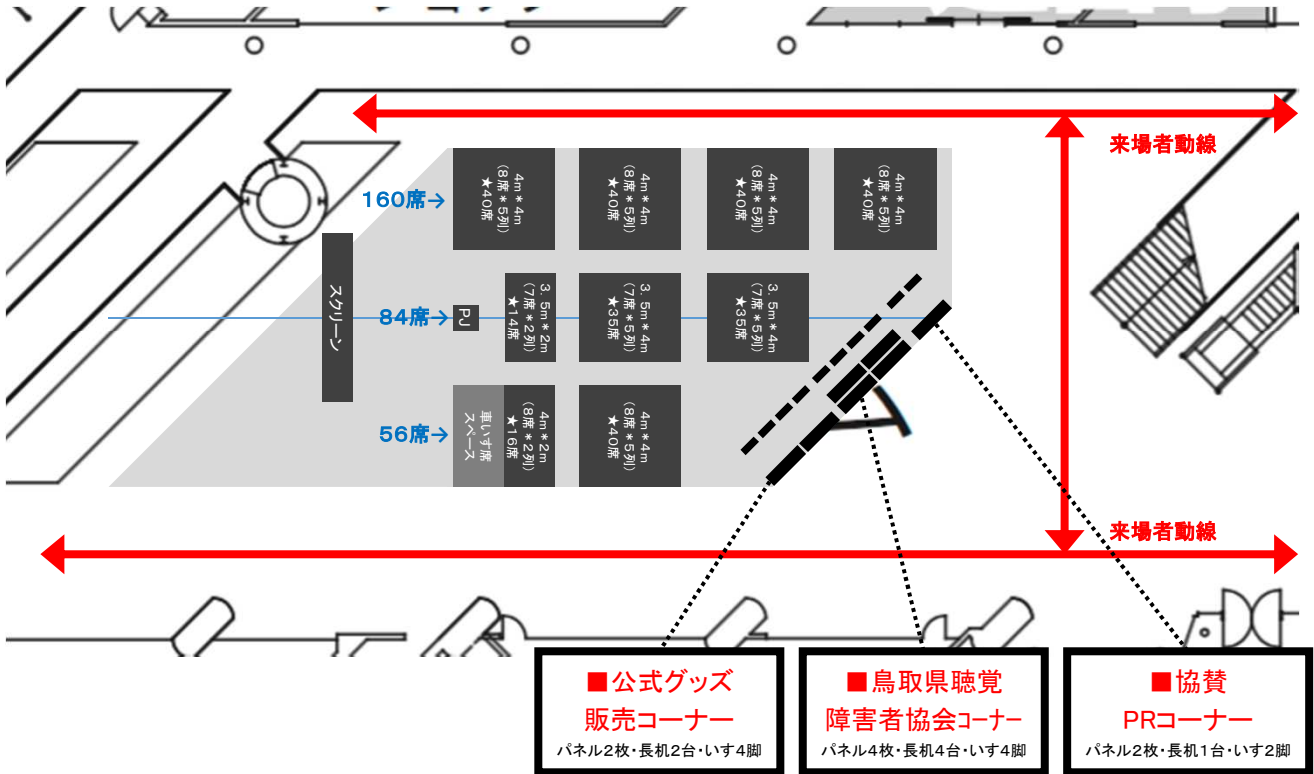 来場者動線
160席→
4m*4m
(8席*5列)
★40席
4m*4m
(8席*5列)
★40席
4m*4m
(8席*5列)
★40席
4m*4m
(8席*5列)
★40席
スクリーン
84席→
PJ
3.5m*2m
(7席*2列)
★14席
3.5m*4m
(7席*5列)
★35席
3.5m*4m
(7席*5列)
★35席
56席→
車いす席
スペース
4m*2m
(8席*2列)
★16席
4m*4m
(8席*5列)
★40席
来場者動線
■公式グッズ
販売コーナー
パネル2枚・長机2台・いす4脚
■鳥取県聴覚
障害者協会コーナー
パネル4枚・長机4台・いす4脚
■協賛
PRコーナー
パネル2枚・長机1台・いす2脚